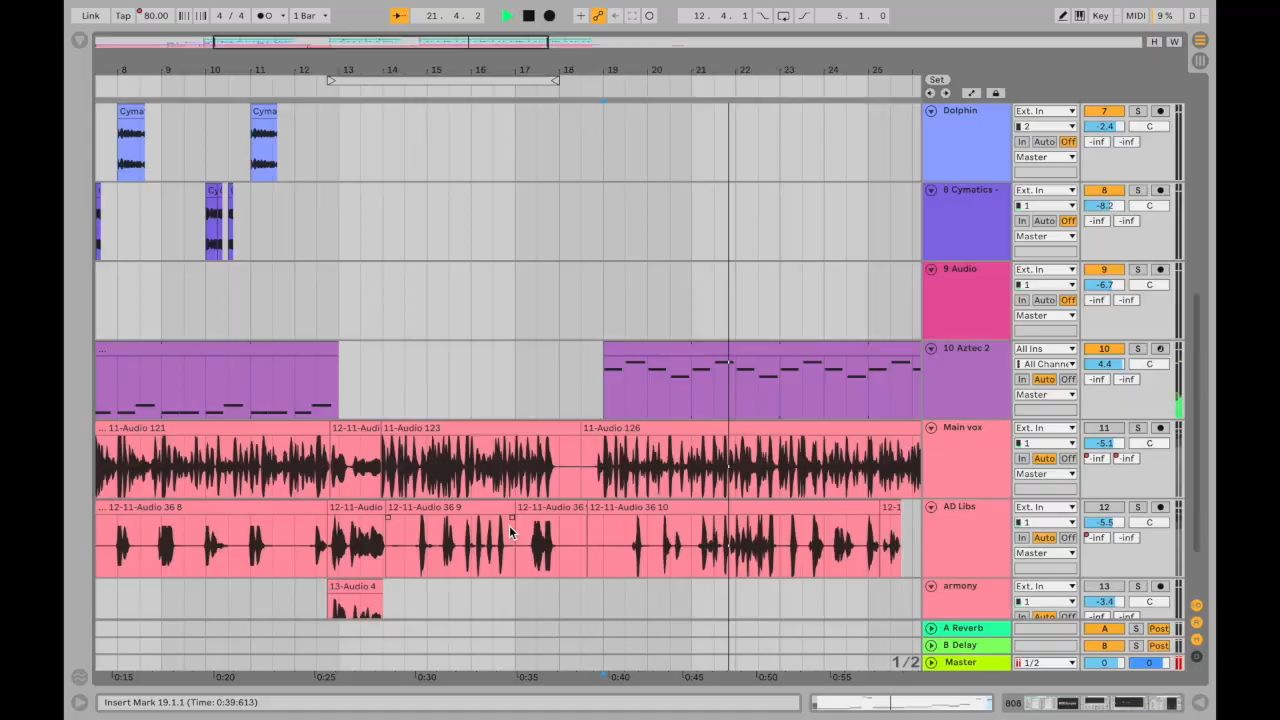 Link Tap 80.00 4 / 4 1 Bar 21. 4. 2 12. 4. 1 5. 1. 0 Key MIDI 9 % D
H W
8 9 10 11 12 13 14 15 16 17 18 19 20 21 22 23 24 25
Set
Cyma Cyma Dolphin Ext. In 7 S
2 -2.4 C
In Auto Off -inf -inf
Master
8 Cymatics - Ext. In 8 S
1 -8.2 C
In Auto Off -inf -inf
Master
9 Audio Ext. In 9 S
1 -6.7 C
In Auto Off -inf -inf
Master
... 10 Aztec 2 All Ins 10 S
All Channe 4.4 C
In Auto Off -inf -inf
Master
... 11-Audio 121 12-11-Audi 11-Audio 123 11-Audio 126 Main vox Ext. In 11 S
1 -5.1 C
In Auto Off -inf -inf
Master
... 12-11-Audio 36 8 12-11-Audio 12-11-Audio 36 9 12-11-Audio 36 12-11-Audio 36 10 12-1 AD Libs Ext. In 12 S
1 -5.5 C
In Auto Off -inf -inf
Master
13-Audio 4 armony Ext. In 13 S
1 -3.4 C
In Auto Off -inf -inf
A Reverb A S Post
B Delay B S Post
1/2 Master 1/2 0 0
0:15 0:20 0:25 0:30 0:35 0:40 0:45 0:50 0:55
Insert Mark 19.1.1 (Time: 0:39:613) 808